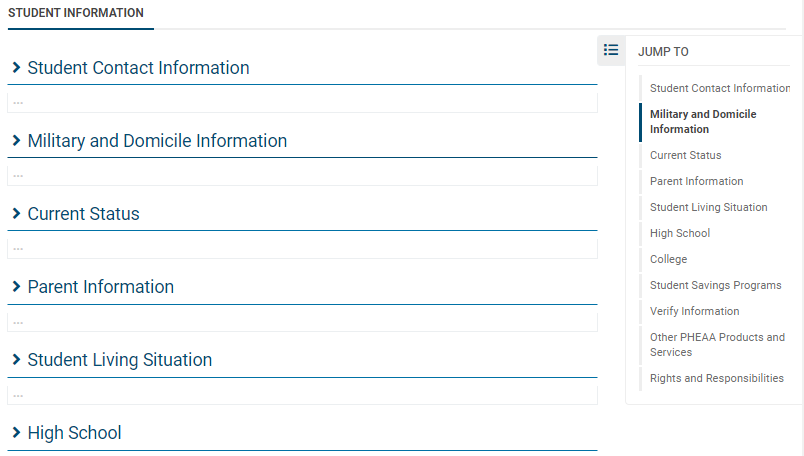 STUDENT INFORMATION
Student Contact Information
...
Military and Domicile Information
...
Current Status
...
Parent Information
...
Student Living Situation
...
High School
JUMP TO
Student Contact Information
Military and Domicile
Information
Current Status
Parent Information
Student Living Situation
High School
College
Student Savings Programs
Verify Information
Other PHEAA Products and
Services
Rights and Responsibilities